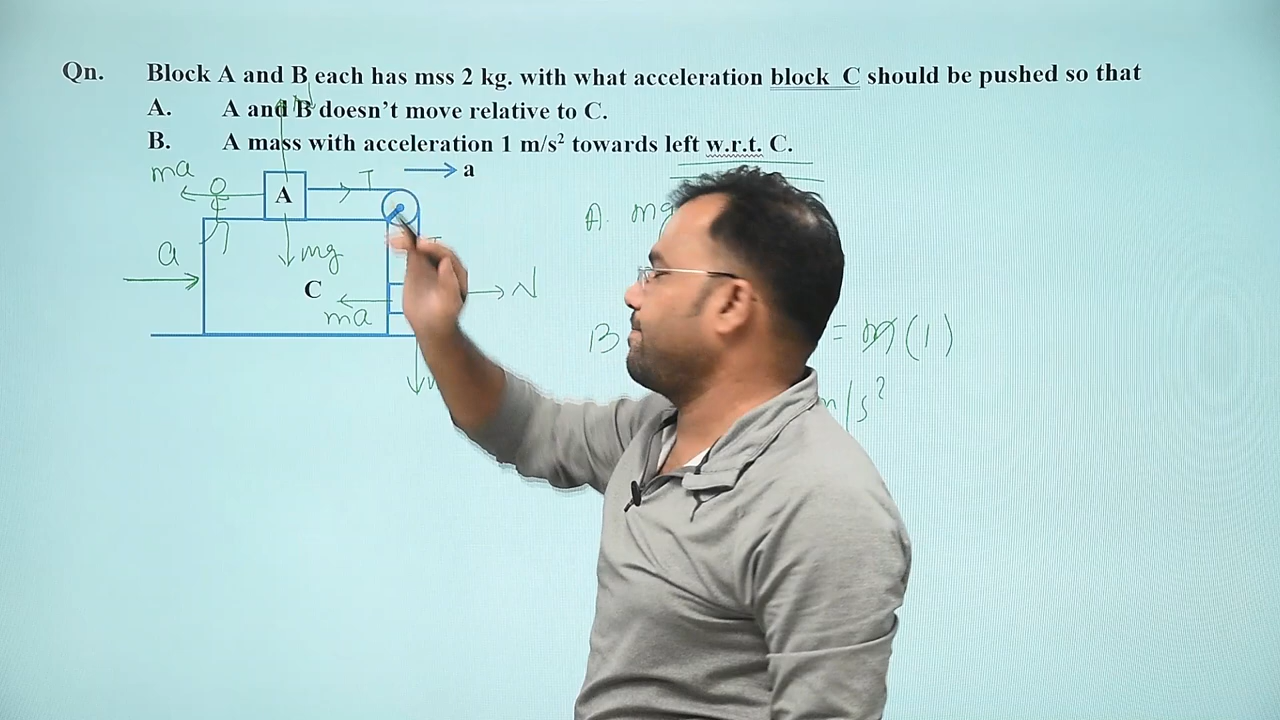 Qn. Block A and B each has mss 2 kg. with what acceleration block C should be pushed so that
A. A and B doesn't move relative to C.
B. A mass with acceleration 1 m/s² towards left w.r.t. C.
ma T a
A
A. mg
a mg
C N
ma
B = m(1)
m/s²